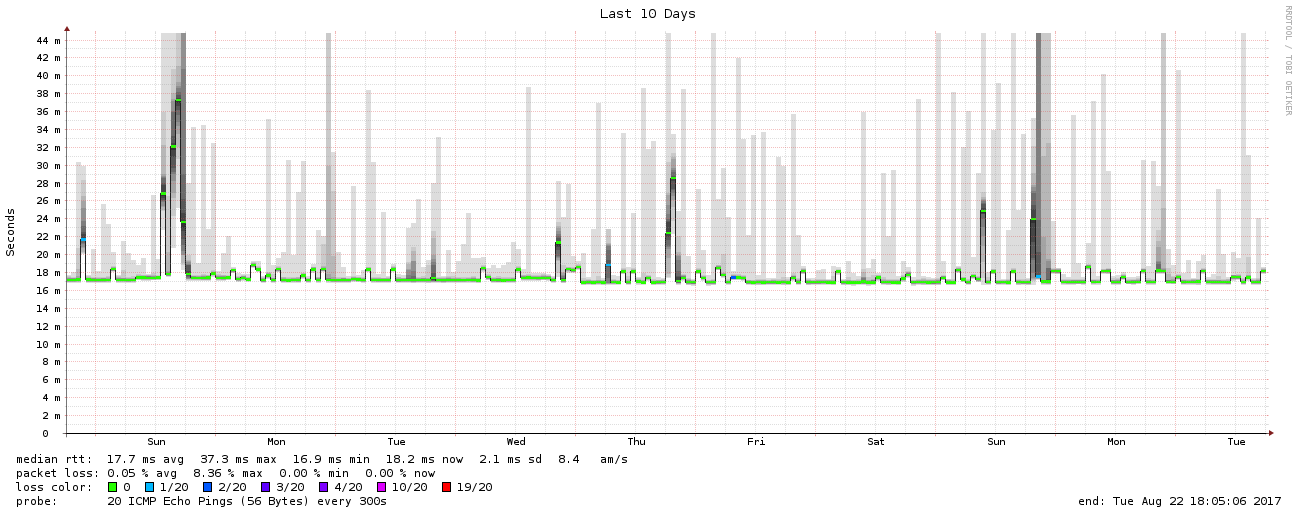 Last 10 Days
RRDTOOL / TOBI OETIKER
Seconds
44 m
42 m
40 m
38 m
36 m
34 m
32 m
30 m
28 m
26 m
24 m
22 m
20 m
18 m
16 m
14 m
12 m
10 m
8 m
6 m
4 m
2 m
0
Sun Mon Tue Wed Thu Fri Sat Sun Mon Tue
median rtt: 17.7 ms avg 37.3 ms max 16.9 ms min 18.2 ms now 2.1 ms sd 8.4 am/s
packet loss: 0.05 % avg 8.36 % max 0.00 % min 0.00 % now
loss color: 0 1/20 2/20 3/20 4/20 10/20 19/20
probe: 20 ICMP Echo Pings (56 Bytes) every 300s end: Tue Aug 22 18:05:06 2017